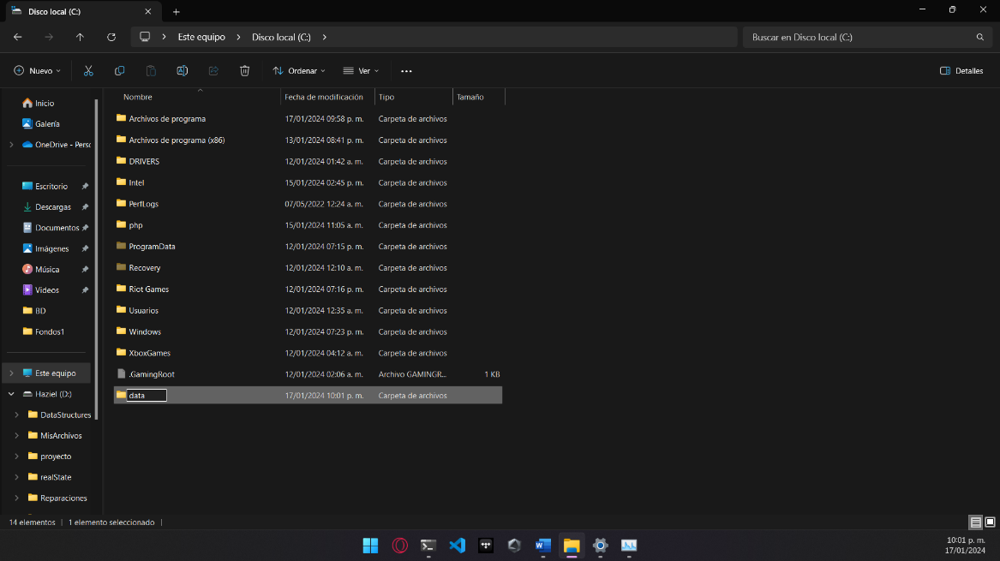 Disco local (C:)
Este equipo > Disco local (C:) >
Buscar en Disco local (C:)
Nuevo
Ordenar
Ver
Detalles
Inicio
Galería
OneDrive - Perso
Escritorio
Descargas
Documentos
Imágenes
Música
Vídeos
BD
Fondos1
Este equipo
Haziel (D:)
DataStructures
MisArchivos
proyecto
realState
Reparaciones
Nombre Fecha de modificación Tipo Tamaño
Archivos de programa 17/01/2024 09:58 p. m. Carpeta de archivos
Archivos de programa (x86) 13/01/2024 08:41 p. m. Carpeta de archivos
DRIVERS 12/01/2024 01:42 a. m. Carpeta de archivos
Intel 15/01/2024 02:45 p. m. Carpeta de archivos
PerfLogs 07/05/2022 12:24 a. m. Carpeta de archivos
php 15/01/2024 11:05 a. m. Carpeta de archivos
ProgramData 12/01/2024 07:15 p. m. Carpeta de archivos
Recovery 12/01/2024 12:10 a. m. Carpeta de archivos
Riot Games 12/01/2024 07:16 p. m. Carpeta de archivos
Usuarios 12/01/2024 12:35 a. m. Carpeta de archivos
Windows 12/01/2024 07:23 p. m. Carpeta de archivos
XboxGames 12/01/2024 04:12 a. m. Carpeta de archivos
.GamingRoot 12/01/2024 02:06 a. m. Archivo GAMINGR... 1 KB
data 17/01/2024 10:01 p. m. Carpeta de archivos
14 elementos | 1 elemento seleccionado |
10:01 p. m.
17/01/2024